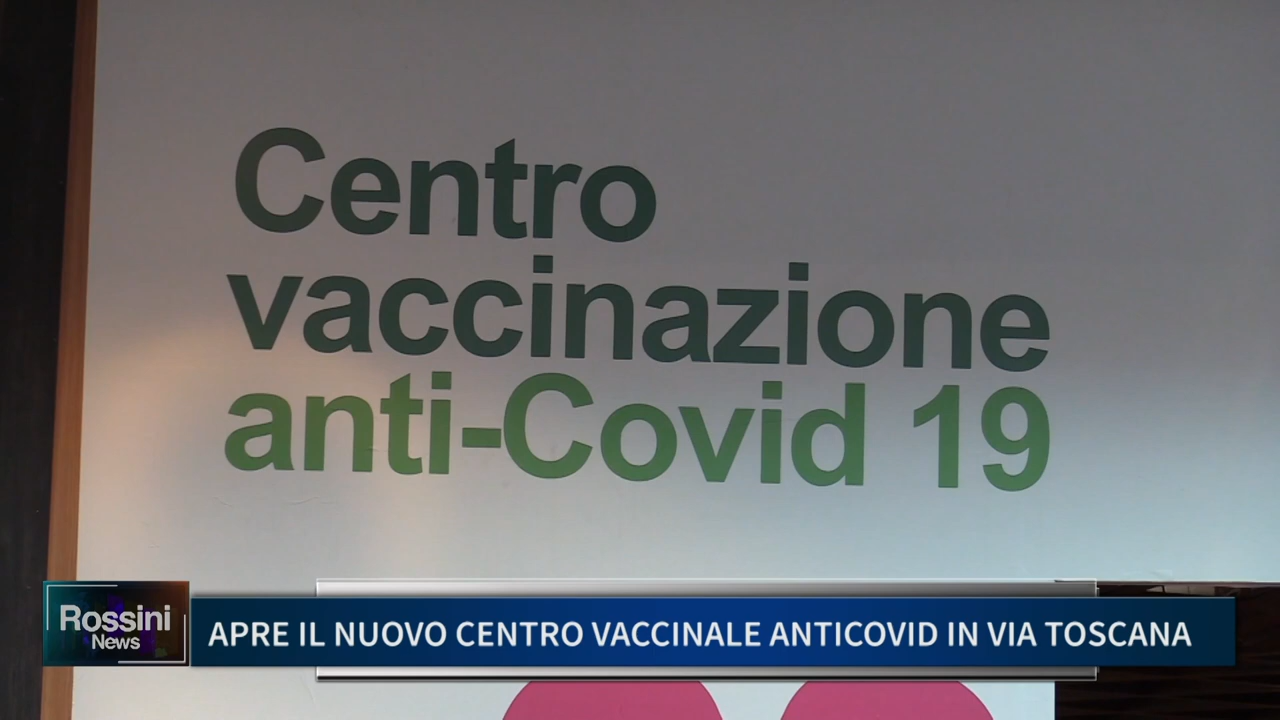 Centro
vaccinazione
anti-Covid 19
Rossini
News
APRE IL NUOVO CENTRO VACCINALE ANTICOVID IN VIA TOSCANA